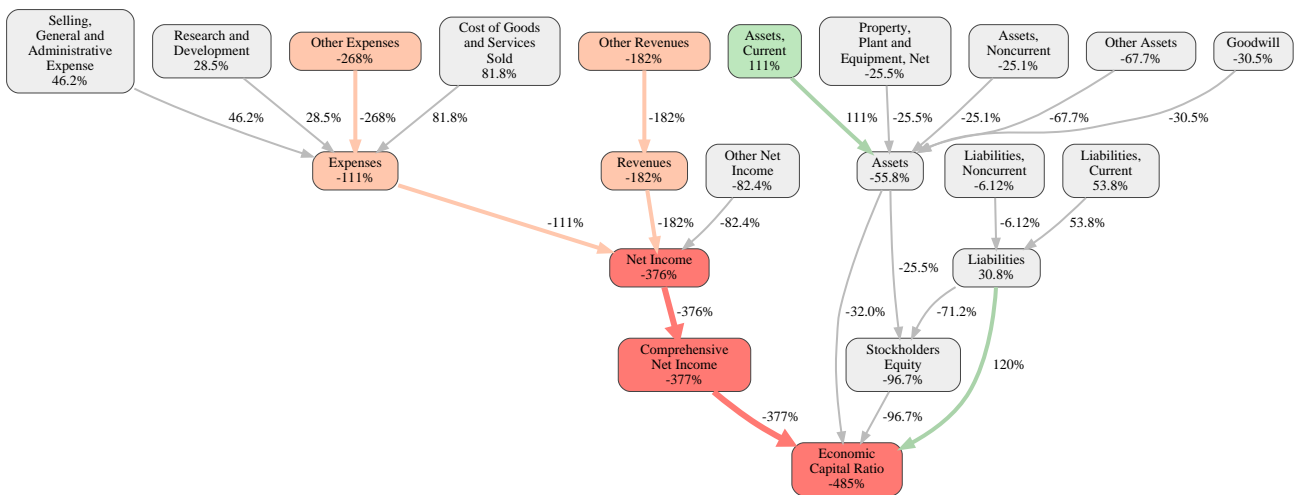 Selling,
General and
Administrative
Expense
46.2%
Research and
Development
28.5%
Other Expenses
-268%
Cost of Goods
and Services
Sold
81.8%
Other Revenues
-182%
Assets,
Current
111%
Property,
Plant and
Equipment, Net
-25.5%
Assets,
Noncurrent
-25.1%
Other Assets
-67.7%
Goodwill
-30.5%
46.2%
28.5%
-268%
81.8%
-182%
111%
-25.5%
-25.1%
-67.7%
-30.5%
Expenses
-111%
Revenues
-182%
Other Net
Income
-82.4%
Assets
-55.8%
Liabilities,
Noncurrent
-6.12%
Liabilities,
Current
53.8%
-111%
-182%
-82.4%
-6.12%
53.8%
Net Income
-376%
-25.5%
Liabilities
30.8%
-376%
-32.0%
-71.2%
Comprehensive
Net Income
-377%
Stockholders
Equity
-96.7%
120%
-377%
-96.7%
Economic
Capital Ratio
-485%